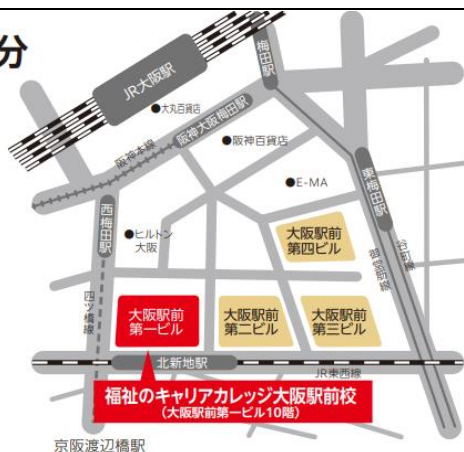 分
JR大阪駅
梅田駅
●大丸百貨店
阪神大阪梅田駅
●阪神百貨店
阪神本線
●E-MA
東梅田駅
西梅田駅
●ヒルトン
大阪
大阪駅前
第四ビル
御堂筋線
谷町線
四ツ橋線
大阪駅前
第一ビル
大阪駅前
第二ビル
大阪駅前
第三ビル
北新地駅
JR東西線
福祉のキャリアカレッジ大阪駅前校
(大阪駅前第一ビル10階)
京阪渡辺橋駅